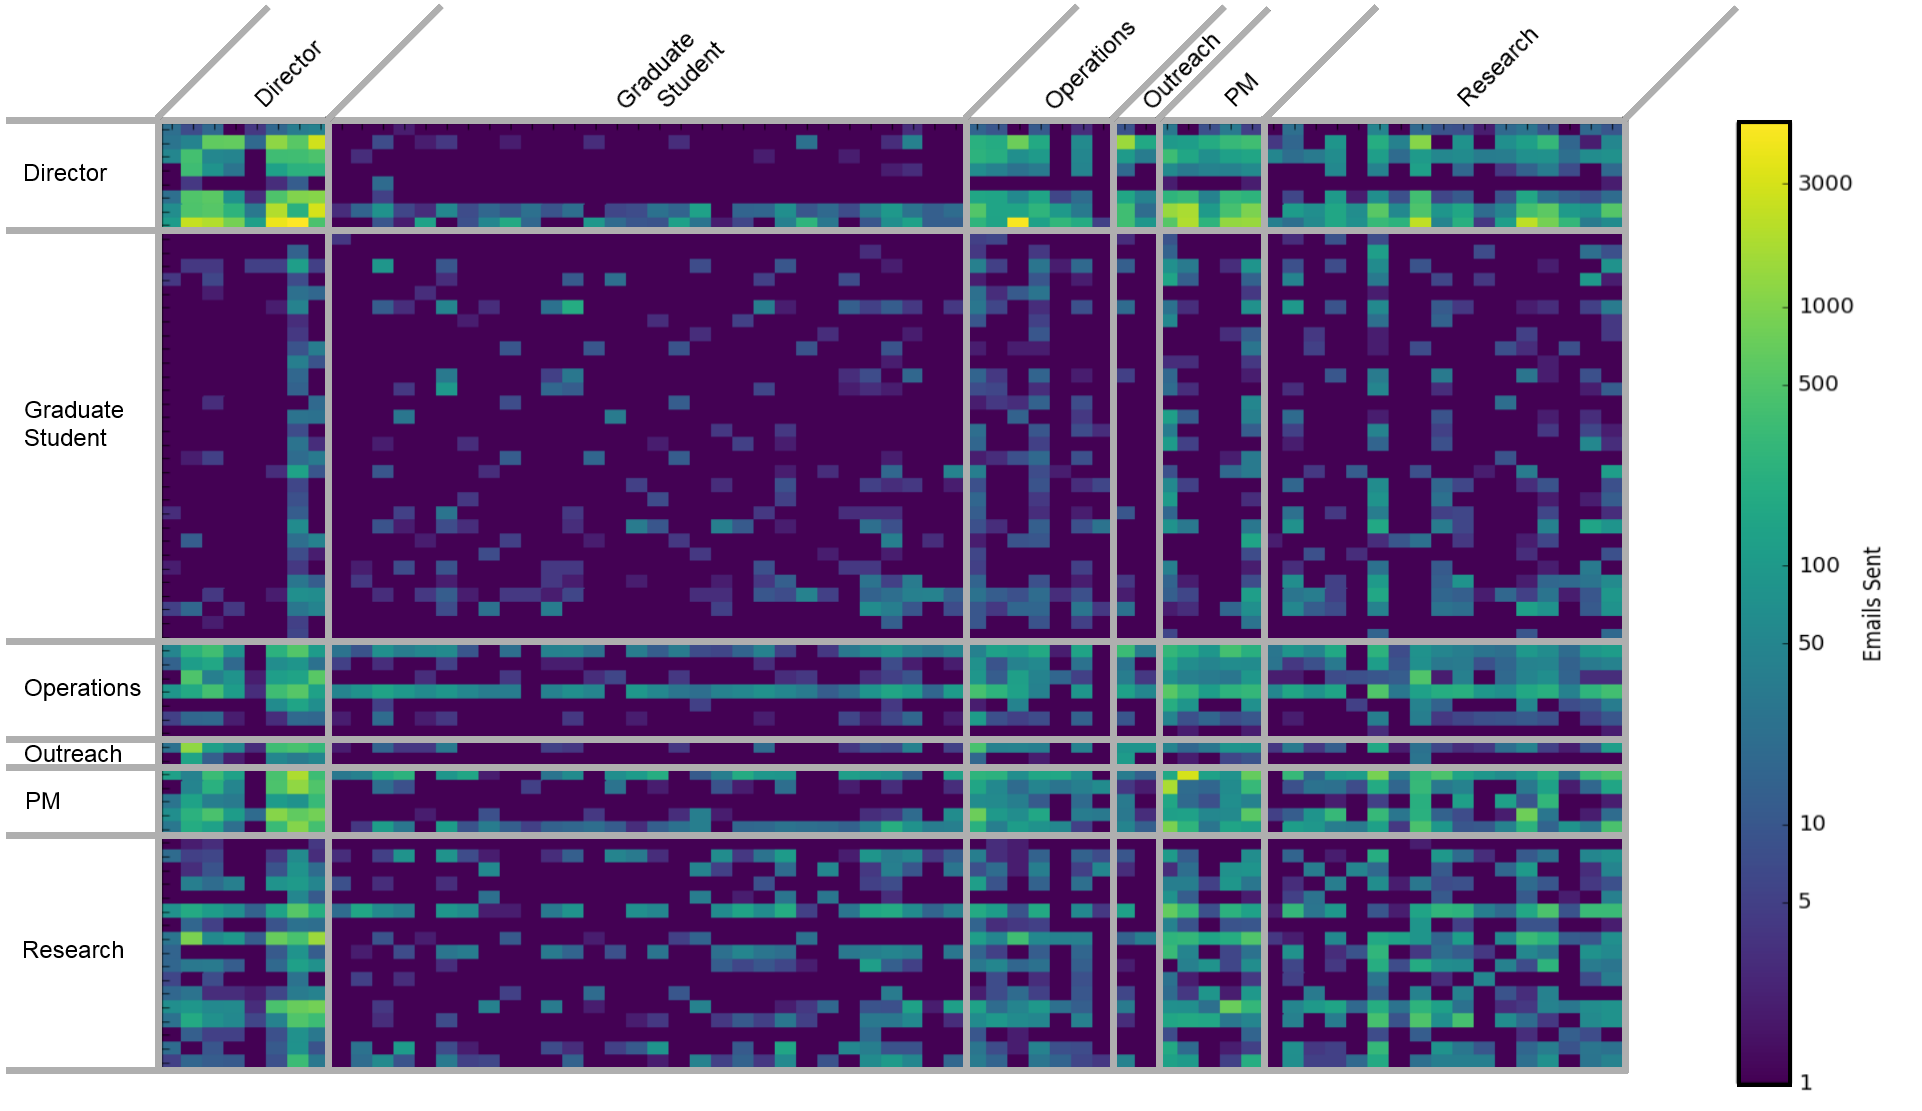 Director
Graduate
Student
Operations
Outreach
PM
Research
Director
Graduate
Student
Operations
Outreach
PM
Research
3000
1000
500
100
50
10
5
1
Emails Sent